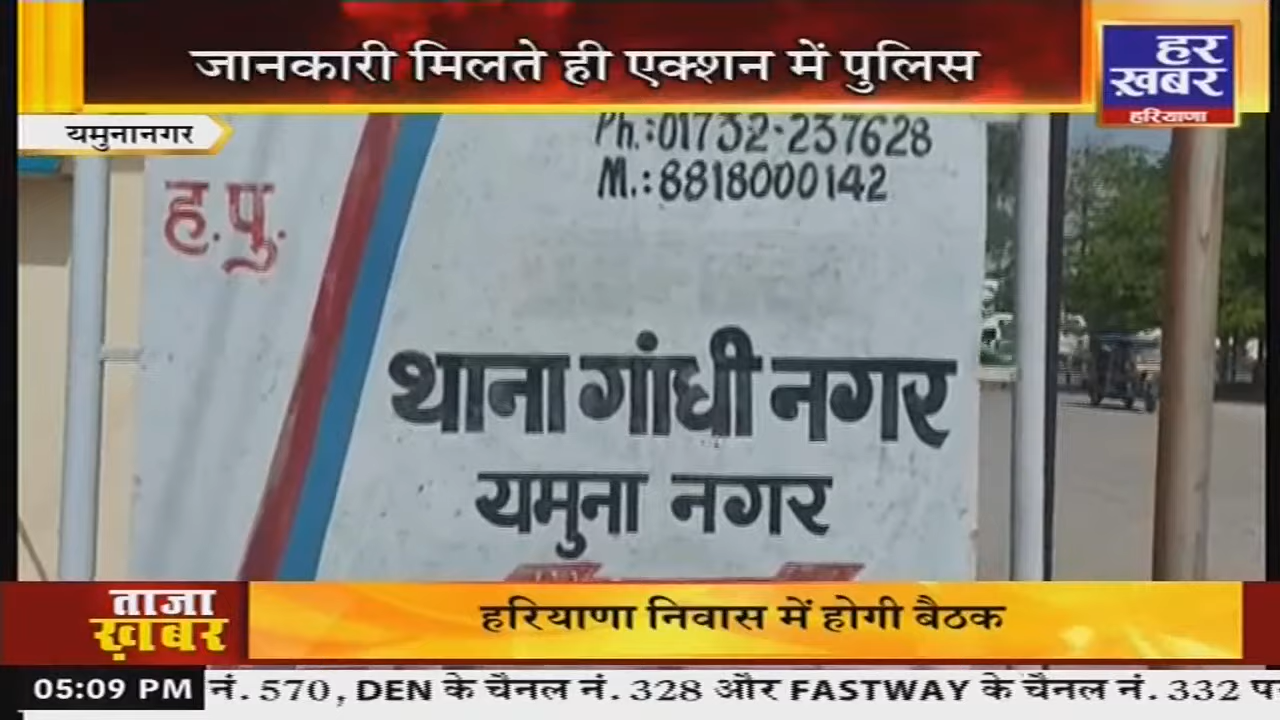 जानकारी मिलते ही एक्शन में पुलिस
हर
ख़बर
हरियाणा
यमुनानगर
Ph.:01732-237628
M.:8818000142
ह.पु.
थाना गांधी नगर
यमुना नगर
ताजा
ख़बर
हरियाणा निवास में होगी बैठक
05:09 PM
नं. 570, DEN के चैनल नं. 328 और FASTWAY के चैनल नं. 332